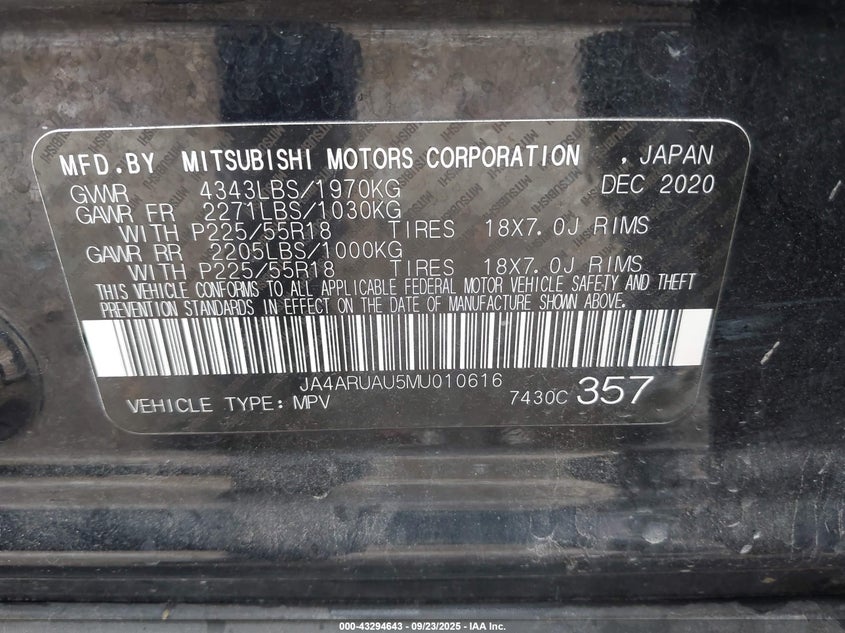 MFD.BY MITSUBISHI MOTORS CORPORATION , JAPAN
GVWR 4343LBS/1970KG DEC 2020
GAWR FR 2271LBS/1030KG
WITH P225/55R18 TIRES 18X7.0J RIMS
GAWR RR 2205LBS/1000KG
WITH P225/55R18 TIRES 18X7.0J RIMS
THIS VEHICLE CONFORMS TO ALL APPLICABLE FEDERAL MOTOR VEHICLE SAFETY AND THEFT
PREVENTION STANDARDS IN EFFECT ON THE DATE OF MANUFACTURE SHOWN ABOVE.
JA4ARUAU5MU010616
VEHICLE TYPE: MPV 7430C 357
000-43294643 - 09/23/2025 - IAA Inc.